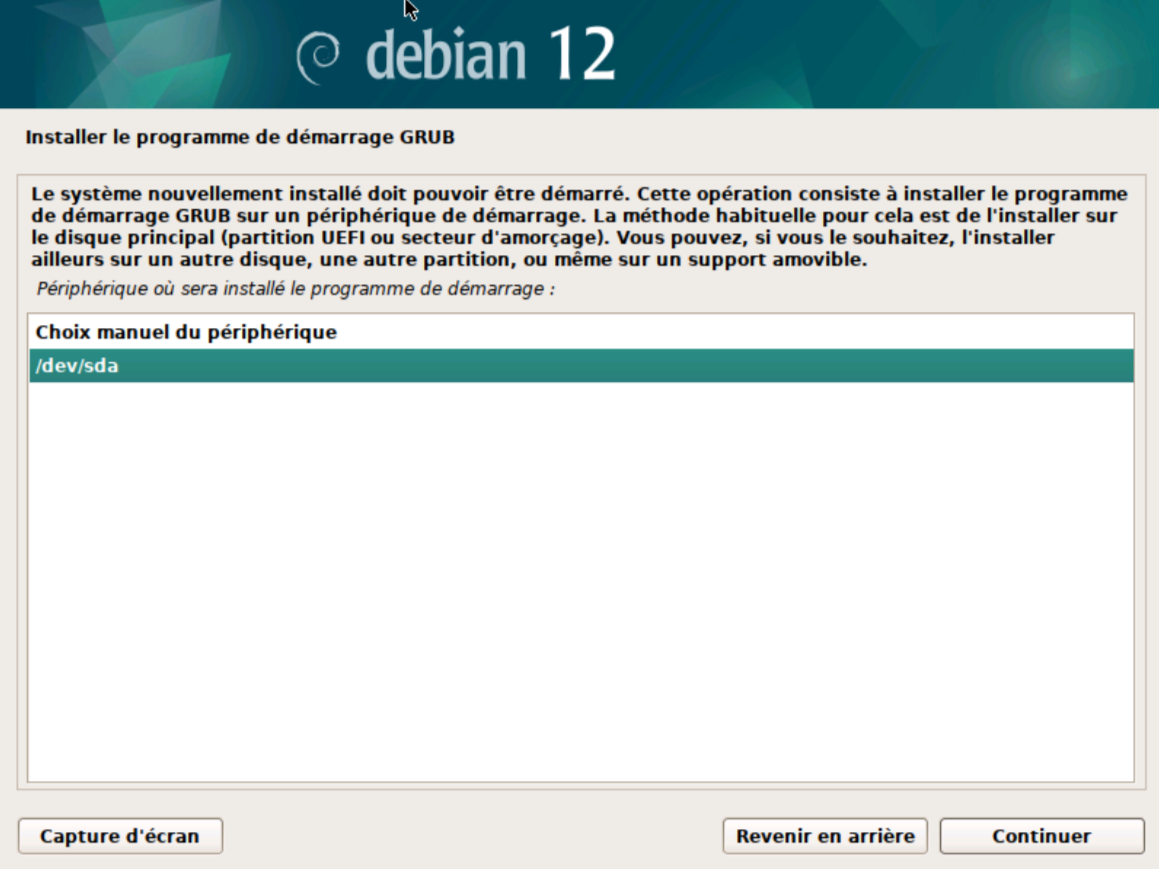 debian 12
Installer le programme de démarrage GRUB
Le système nouvellement installé doit pouvoir être démarré. Cette opération consiste à installer le programme
de démarrage GRUB sur un périphérique de démarrage. La méthode habituelle pour cela est de l'installer sur
le disque principal (partition UEFI ou secteur d'amorçage). Vous pouvez, si vous le souhaitez, l'installer
ailleurs sur un autre disque, une autre partition, ou même sur un support amovible.
Périphérique où sera installé le programme de démarrage :
Choix manuel du périphérique
/dev/sda
Capture d'écran
Revenir en arrière
Continuer